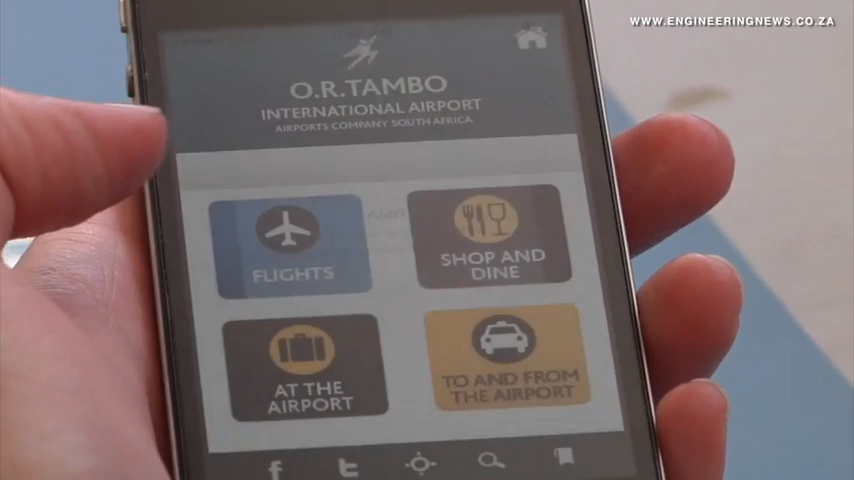 WWW.ENGINEERINGNEWS.CO.ZA
O.R.TAMBO
INTERNATIONAL AIRPORT
AIRPORTS COMPANY SOUTH AFRICA
FLIGHTS
SHOP AND
DINE
AT THE
AIRPORT
TO AND FROM
THE AIRPORT